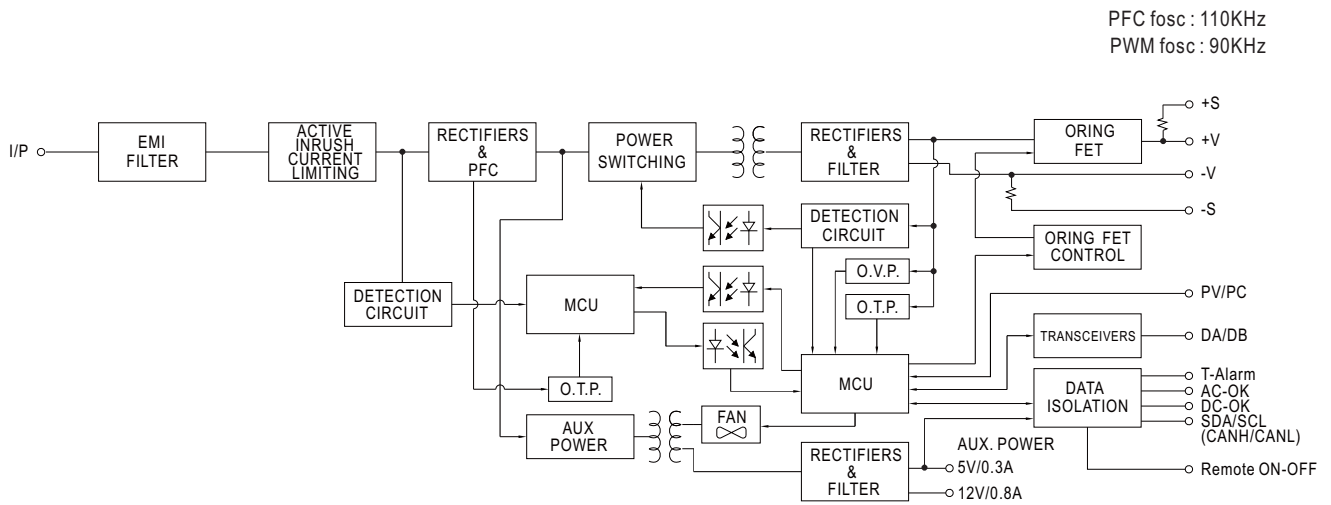 PFC fosc : 110KHz
PWM fosc : 90KHz
I/P
EMI
FILTER
ACTIVE
INRUSH
CURRENT
LIMITING
RECTIFIERS
&
PFC
POWER
SWITCHING
RECTIFIERS
&
FILTER
ORING
FET
+S
+V
-V
-S
DETECTION
CIRCUIT
ORING FET
CONTROL
O.V.P.
O.T.P.
DETECTION
CIRCUIT
MCU
PV/PC
TRANSCEIVERS
DA/DB
O.T.P.
MCU
DATA
ISOLATION
T-Alarm
AC-OK
DC-OK
SDA/SCL
(CANH/CANL)
Remote ON-OFF
AUX
POWER
FAN
RECTIFIERS
&
FILTER
AUX. POWER
5V/0.3A
12V/0.8A